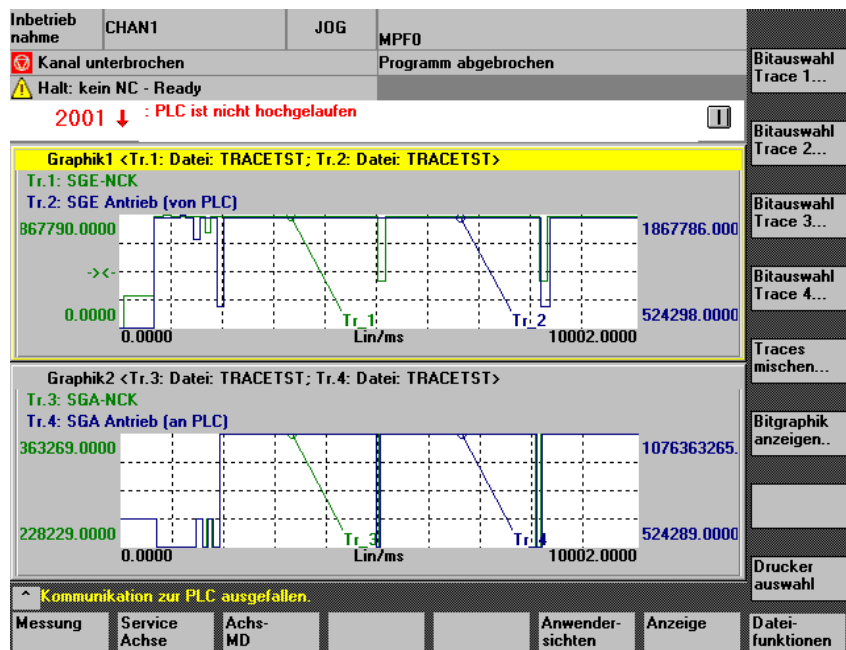 Inbetrieb
nahme
CHAN1
JOG
MPF0
Kanal unterbrochen
Programm abgebrochen
Halt: kein NC - Ready
2001 ↓ : PLC ist nicht hochgelaufen
Graphik1 <Tr.1: Datei: TRACETST; Tr.2: Datei: TRACETST>
Tr.1: SGE-NCK
Tr.2: SGE Antrieb (von PLC)
867790.0000
1867786.000
-><-
0.0000
524298.0000
Tr_1
Tr_2
0.0000
Lin/ms
10002.0000
Graphik2 <Tr.3: Datei: TRACETST; Tr.4: Datei: TRACETST>
Tr.3: SGA-NCK
Tr.4: SGA Antrieb (an PLC)
363269.0000
1076363265.
228229.0000
524289.0000
Tr_3
Tr_4
0.0000
Lin/ms
10002.0000
^ Kommunikation zur PLC ausgefallen.
Bitauswahl
Trace 1...
Bitauswahl
Trace 2...
Bitauswahl
Trace 3...
Bitauswahl
Trace 4...
Traces
mischen...
Bitgraphik
anzeigen..
Drucker
auswahl
Messung
Service
Achse
Achs-
MD
Anwender-
sichten
Anzeige
Datei-
funktionen